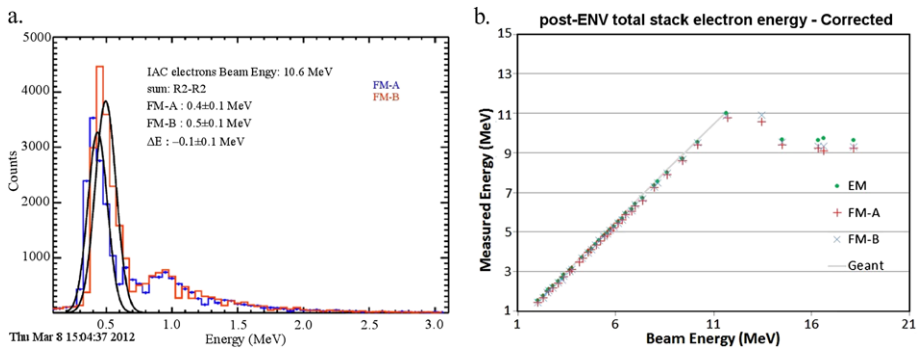 a.
5000
4000
3000
2000
1000
Counts
IAC electrons Beam Engy: 10.6 MeV
sum: R2-R2
FM-A : 0.4±0.1 MeV
FM-B : 0.5±0.1 MeV
ΔE : −0.1±0.1 MeV
FM-A
FM-B
0.5 1.0 1.5 2.0 2.5 3.0
Energy (MeV)
Thu Mar 8 15:04:37 2012
b.
post-ENV total stack electron energy - Corrected
15
13
11
9
7
5
3
1
Measured Energy (MeV)
EM
FM-A
FM-B
Geant
1 6 11 16 21
Beam Energy (MeV)